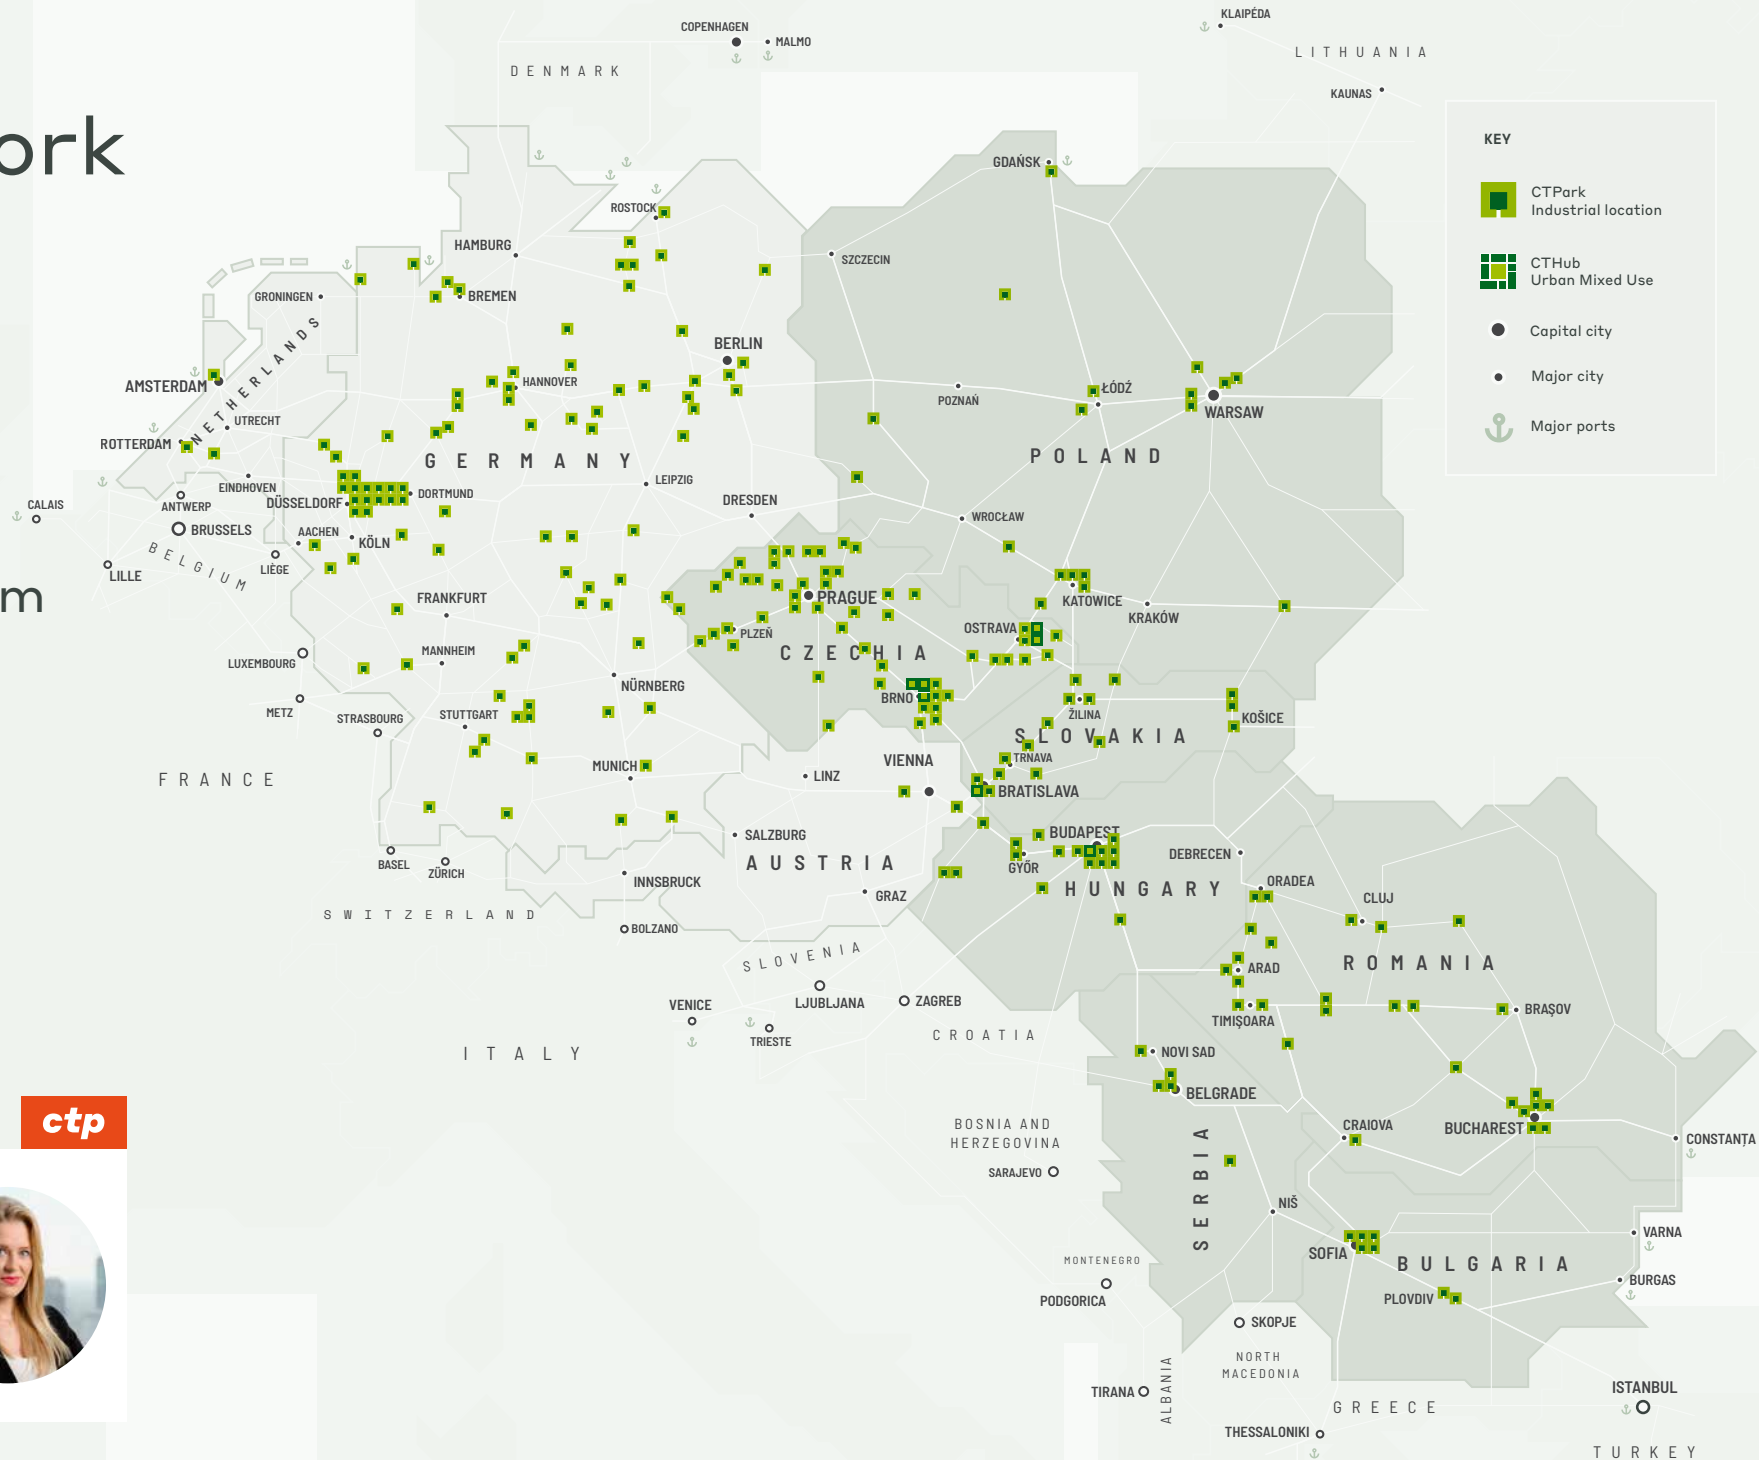 ork
m
ctp
KEY
CTPark
Industrial location
CTHub
Urban Mixed Use
Capital city
Major city
Major ports
COPENHAGEN
MALMO
DENMARK
KLAIPÉDA
LITHUANIA
KAUNAS
GDAŃSK
ROSTOCK
HAMBURG
SZCZECIN
GRONINGEN
BREMEN
NETHERLANDS
BERLIN
AMSTERDAM
HANNOVER
POZNAŃ
ŁÓDŹ
WARSAW
UTRECHT
ROTTERDAM
GERMANY
POLAND
EINDHOVEN
DORTMUND
LEIPZIG
CALAIS
ANTWERP
DÜSSELDORF
DRESDEN
WROCŁAW
BRUSSELS
AACHEN
KÖLN
BELGIUM
LIÈGE
LILLE
FRANKFURT
PRAGUE
KATOWICE
KRAKÓW
PLZEŇ
OSTRAVA
CZECHIA
LUXEMBOURG
MANNHEIM
NÜRNBERG
BRNO
METZ
STRASBOURG
STUTTGART
ŽILINA
KOŠICE
SLOVAKIA
TRNAVA
VIENNA
MUNICH
LINZ
BRATISLAVA
FRANCE
SALZBURG
BUDAPEST
BASEL
ZÜRICH
AUSTRIA
GYŐR
DEBRECEN
INNSBRUCK
GRAZ
HUNGARY
ORADEA
CLUJ
SWITZERLAND
BOLZANO
SLOVENIA
ROMANIA
ARAD
LJUBLJANA
ZAGREB
VENICE
TRIESTE
CROATIA
TIMIŞOARA
BRAŞOV
ITALY
NOVI SAD
BELGRADE
BOSNIA AND
HERZEGOVINA
CRAIOVA
BUCHAREST
CONSTANȚA
SARAJEVO
SERBIA
NIŠ
VARNA
MONTENEGRO
SOFIA
BULGARIA
BURGAS
PODGORICA
PLOVDIV
SKOPJE
NORTH
MACEDONIA
TIRANA
ALBANIA
ISTANBUL
GREECE
THESSALONIKI
TURKEY